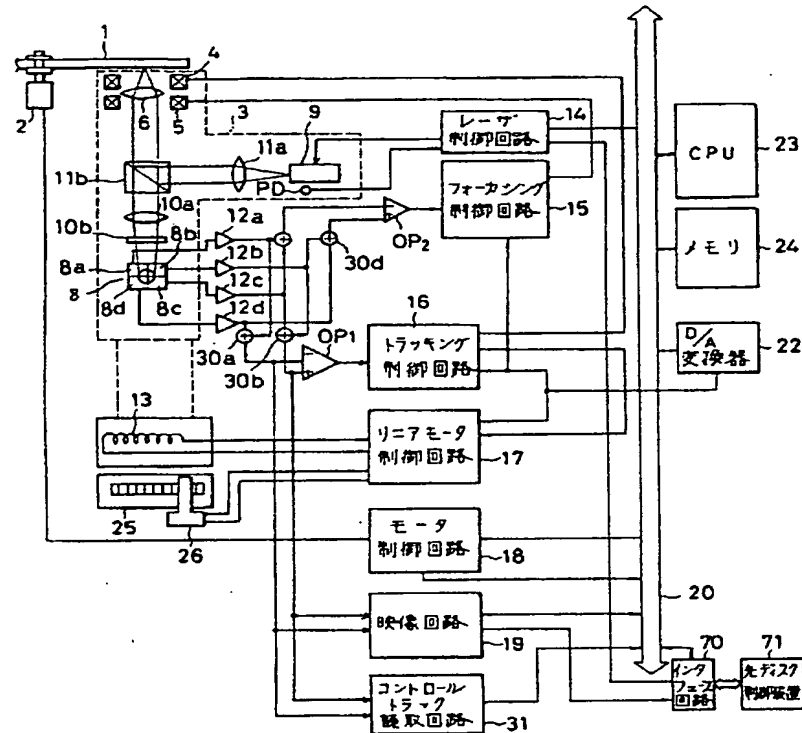 1
4
2
6
5
3
9
11a
14
レーザ
制御回路
CPU
23
11b
PD
フォーカシング
制御回路
15
10a
10b
12a
OP2
メモリ
24
8b
12b
30d
8a
8
12c
8d
8c
12d
16
OP1
30a
30b
トラッキング
制御回路
D/A
変換器
22
13
リニアモータ
制御回路
17
25
26
モータ
制御回路
18
20
映像回路
19
70
71
インタ
フェース
回路
光ディスク
制御装置
コントロール
トラック
読取回路
31